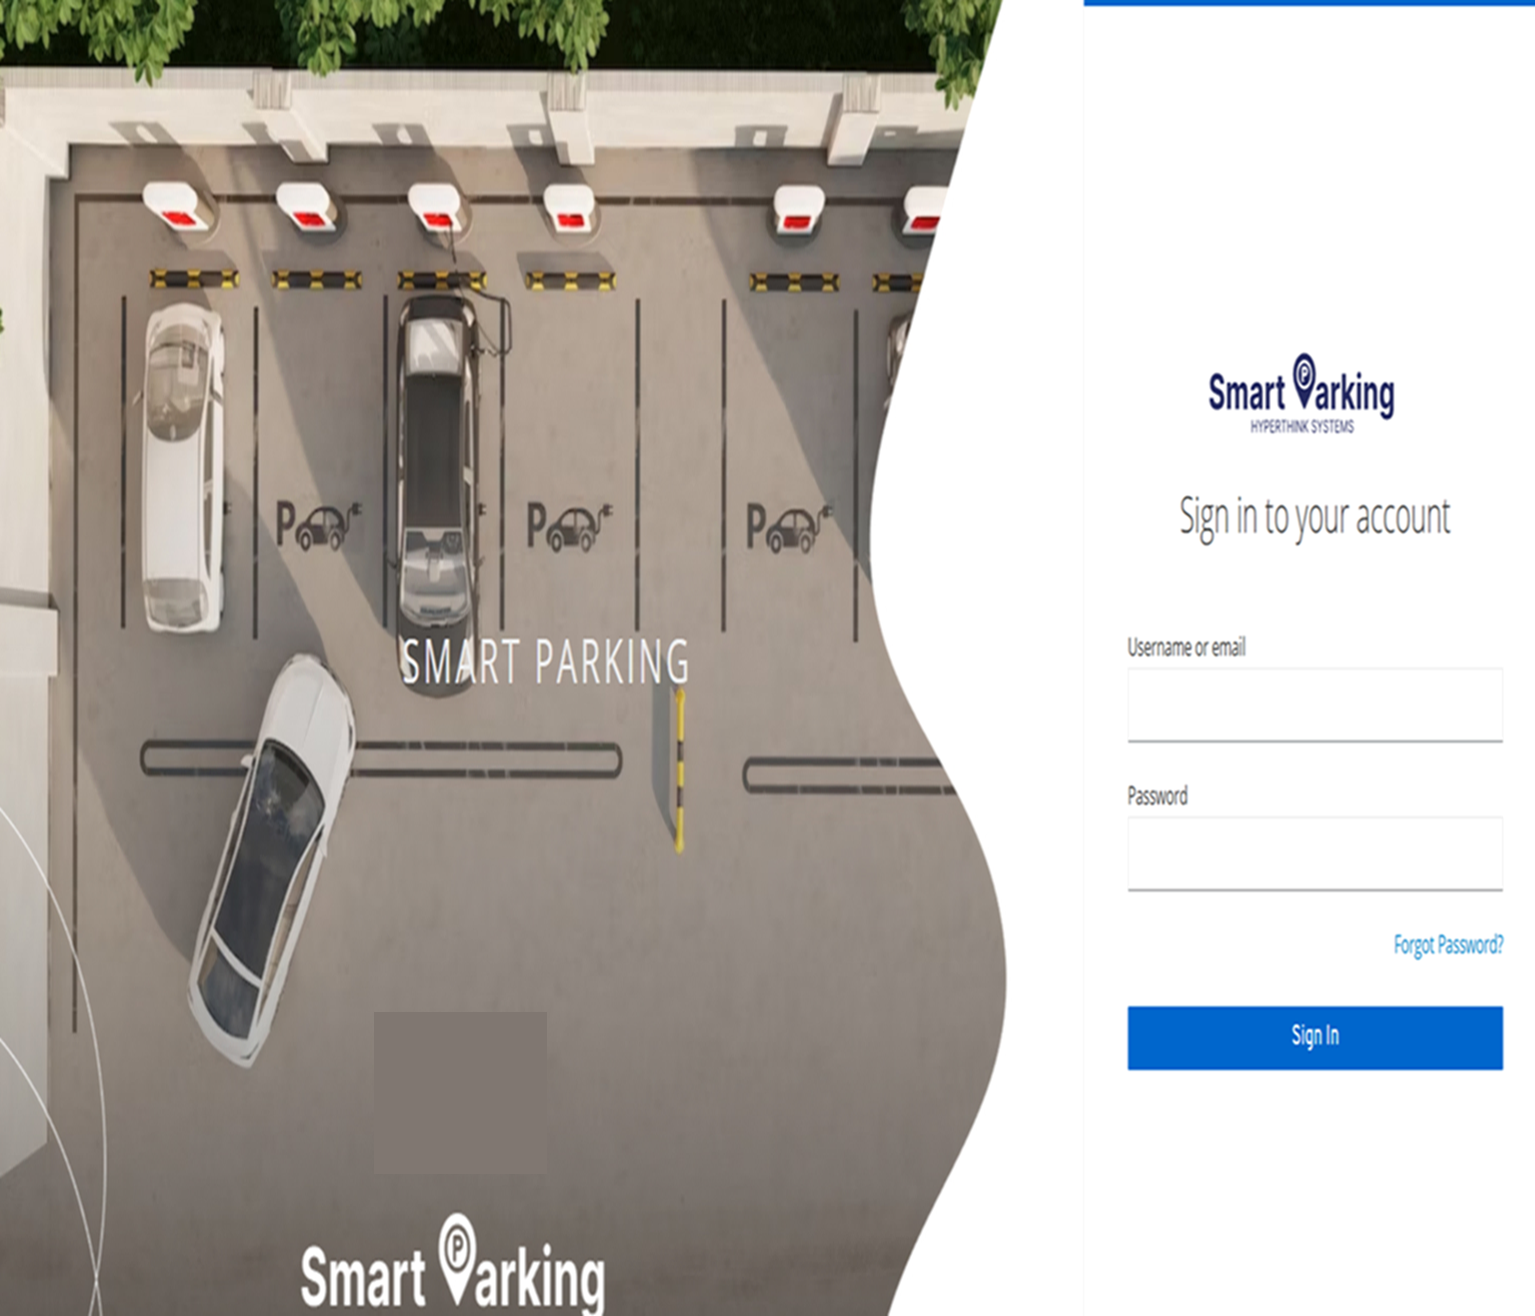 SMART PARKING
Smart Parking
Smart Parking
HYPERTHINK SYSTEMS
Sign in to your account
Username or email
Password
Forgot Password?
Sign In
P
P
P